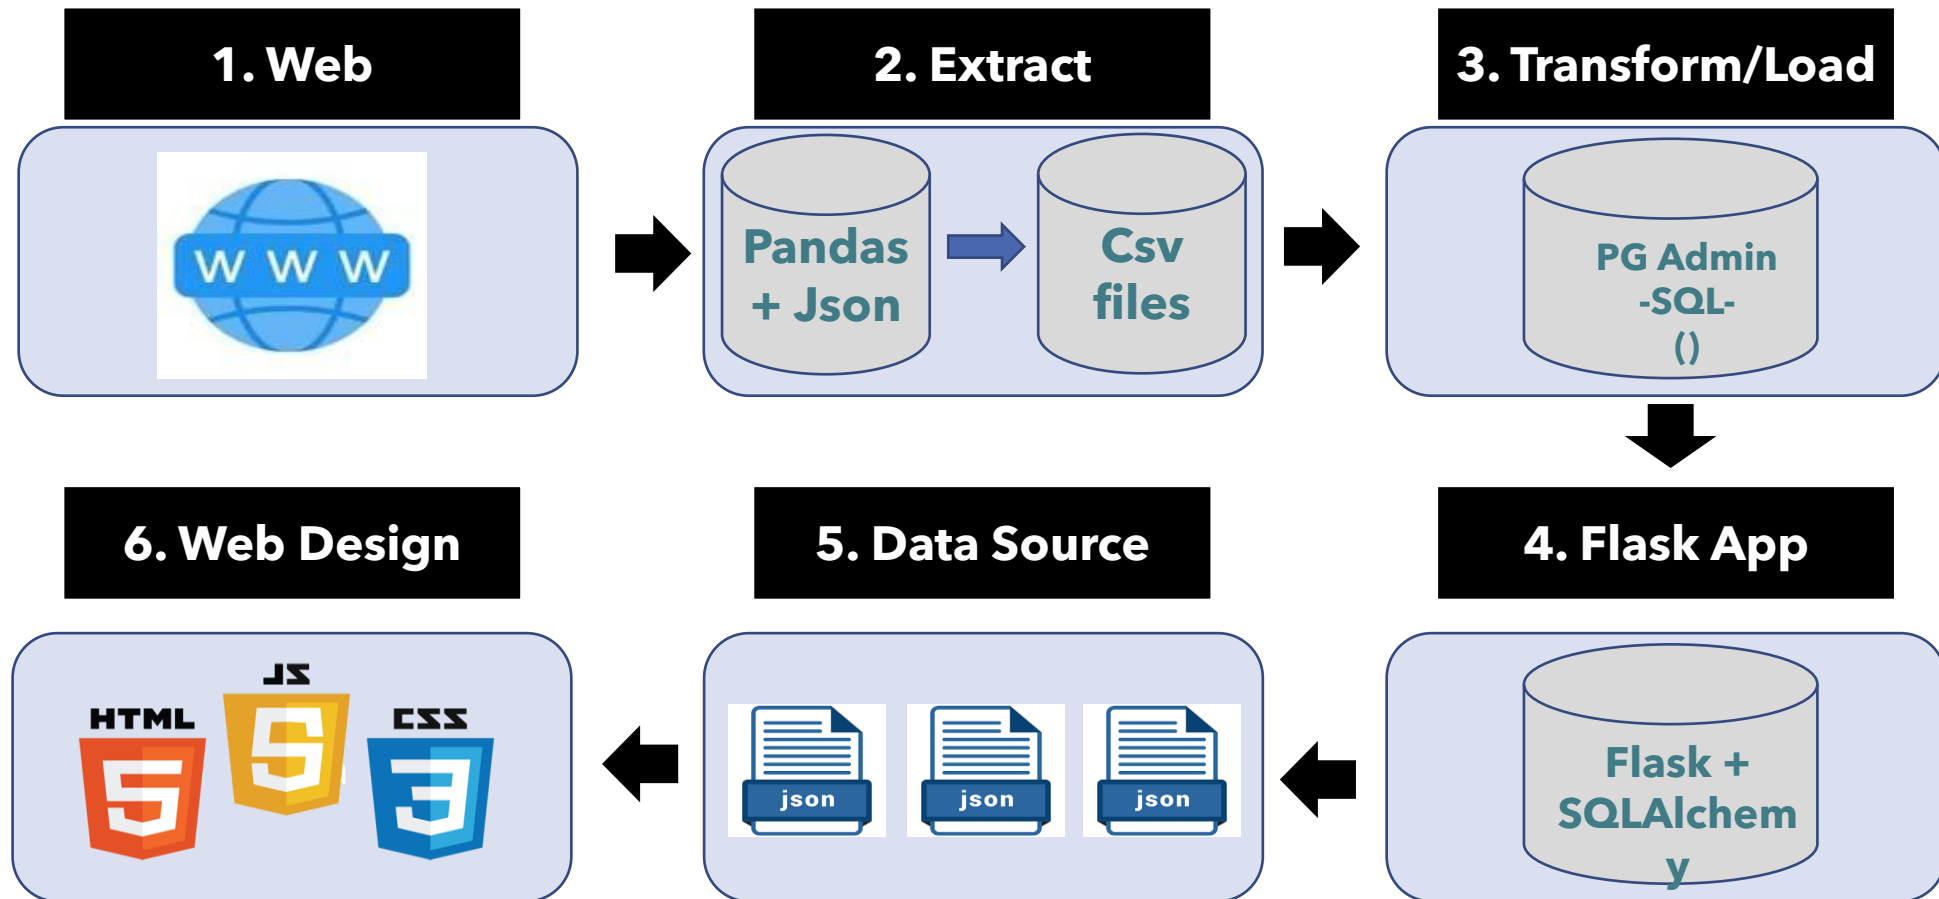 1. Web
2. Extract
3. Transform/Load
W W W
Pandas
+ Json
Csv
files
PG Admin
-SQL-
()
6. Web Design
5. Data Source
4. Flask App
HTML
JS
CSS
json
json
json
Flask +
SQLAlchem
y